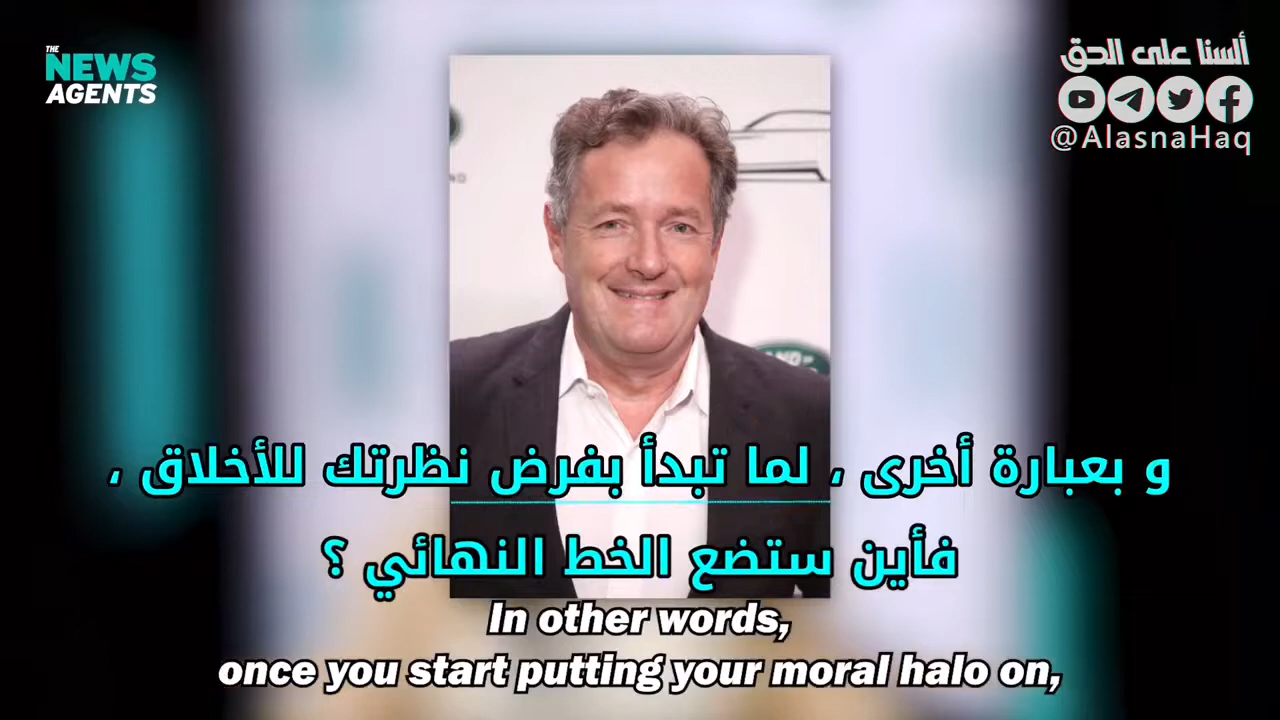 THE
NEWS
AGENTS
ألسنا على الحق
@AlasnaHaq
و بعبارة أخرى ، لما تبدأ بفرض نظرتك للأخلاق ،
فأين ستضع الخط النهائي ؟
In other words,
once you start putting your moral halo on,